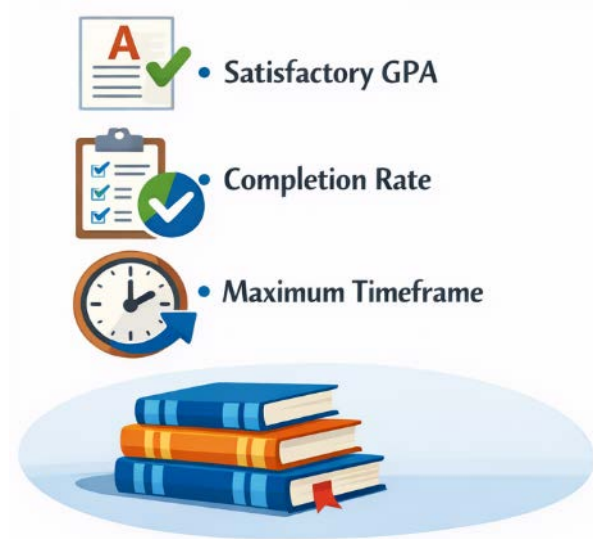 A
• Satisfactory GPA
• Completion Rate
• Maximum Timeframe